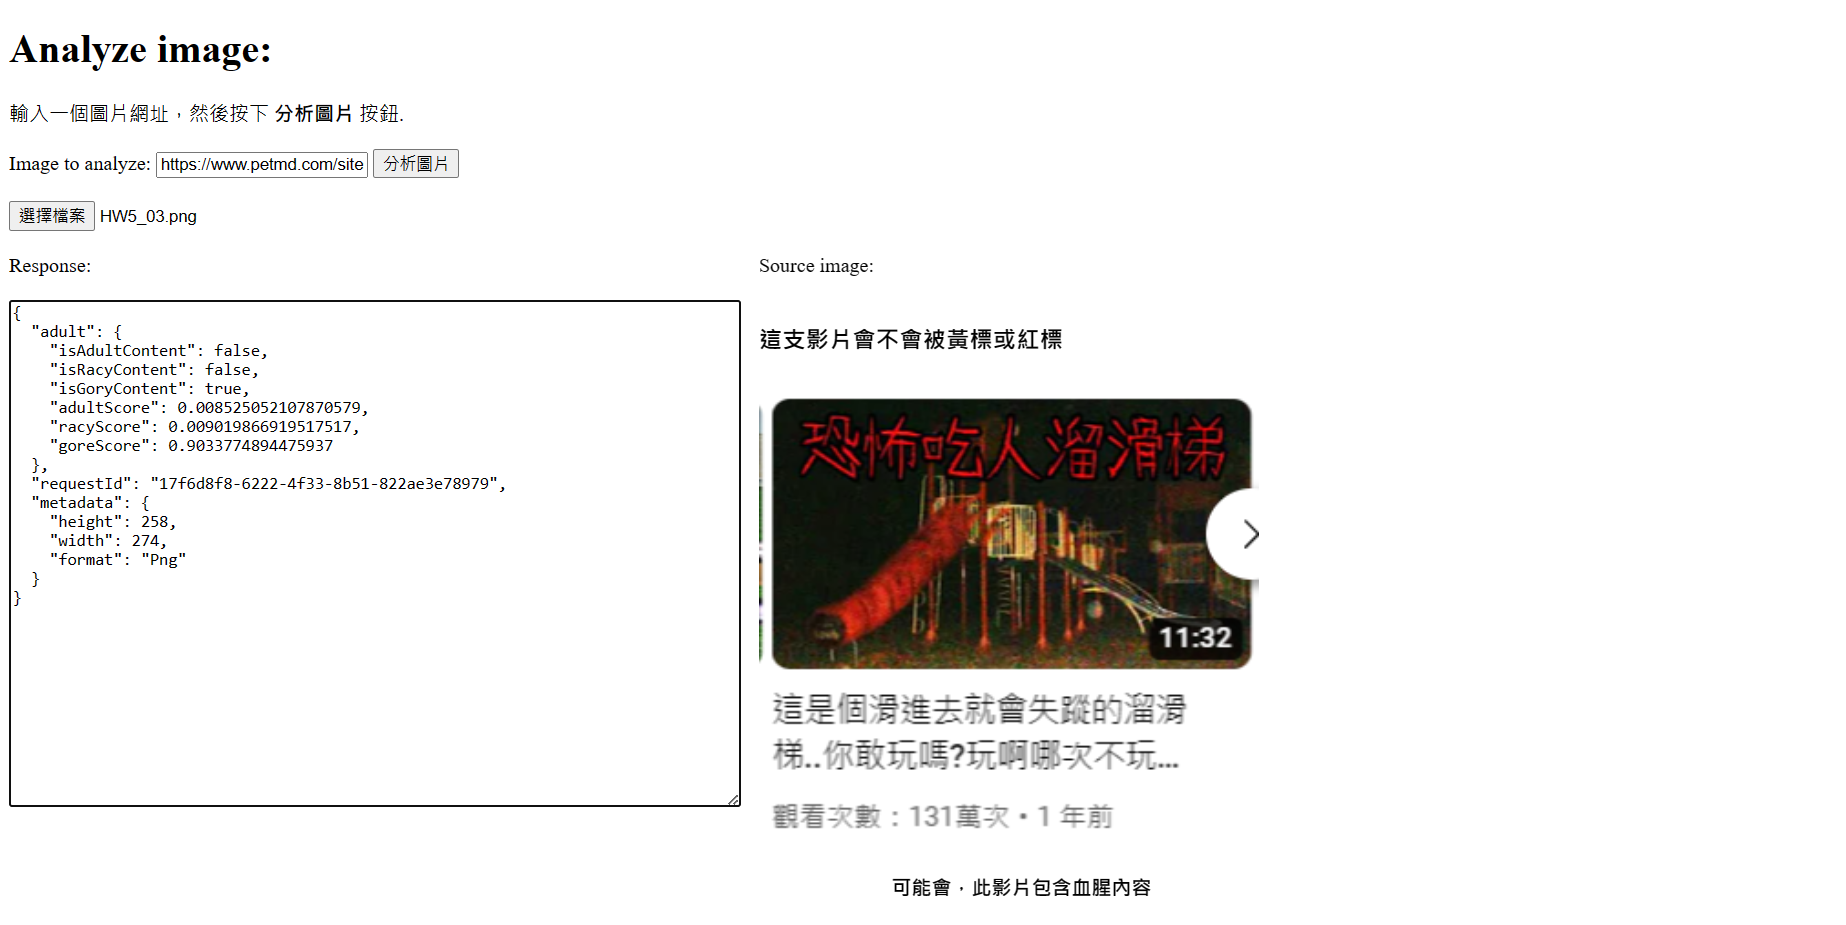 Analyze image:
輸入一個圖片網址，然後按下 分析圖片 按鈕.
Image to analyze: https://www.petmd.com/site 分析圖片
選擇檔案 HW5_03.png
Response:
{
  "adult": {
    "isAdultContent": false,
    "isRacyContent": false,
    "isGoryContent": true,
    "adultScore": 0.008525052107870579,
    "racyScore": 0.009019866919517517,
    "goreScore": 0.9033774894475937
  },
  "requestId": "17f6d8f8-6222-4f33-8b51-822ae3e78979",
  "metadata": {
    "height": 258,
    "width": 274,
    "format": "Png"
  }
}
Source image:
這支影片會不會被黃標或紅標
恐怖吃人溜滑梯
11:32
這是個滑進去就會失蹤的溜滑
梯..你敢玩嗎?玩啊哪次不玩...
觀看次數：131萬次・1 年前
可能會，此影片包含血腥內容